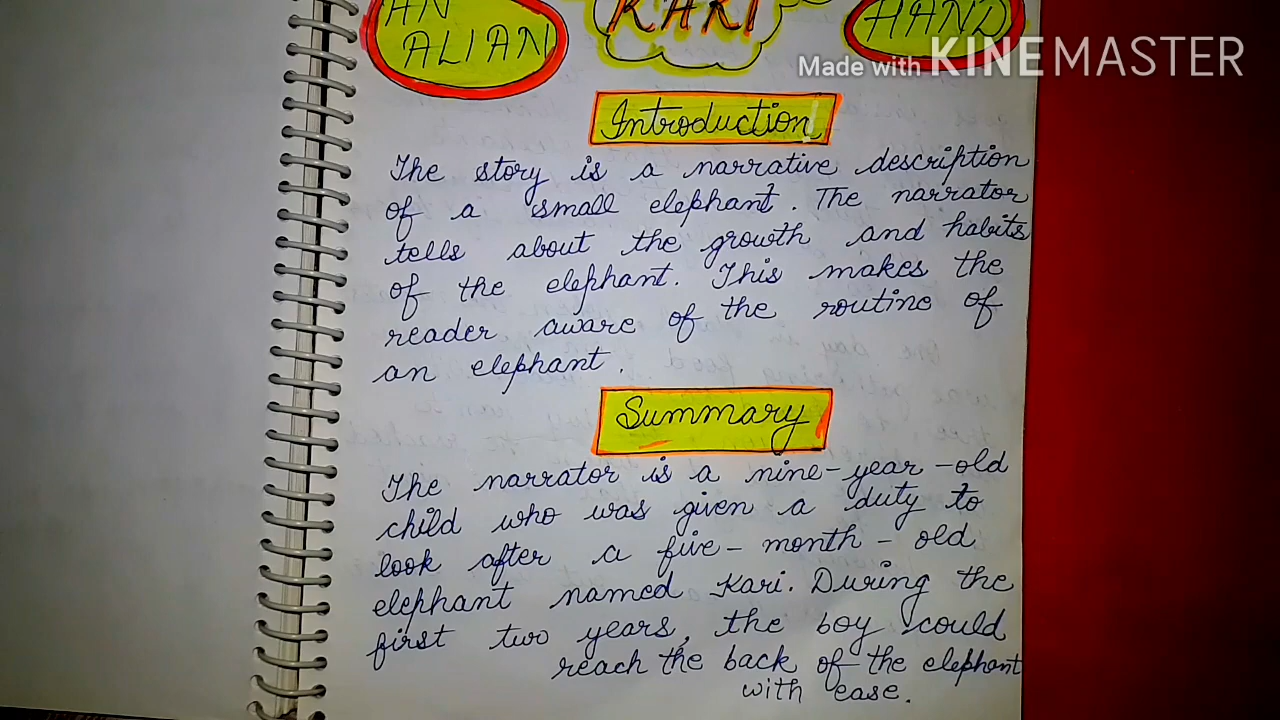 AN
ALIAN
KARI
HAND
Made with KINEMASTER
Introduction
The story is a narrative description
of a small elephant. The narrator
tells about the growth and habits
of the elephant. This makes the
reader aware of the routine of
an elephant.
Summary
The narrator is a nine-year-old
child who was given a duty to
look after a five-month-old
elephant named Kari. During the
first two years, the boy could
reach the back of the elephant
with ease.